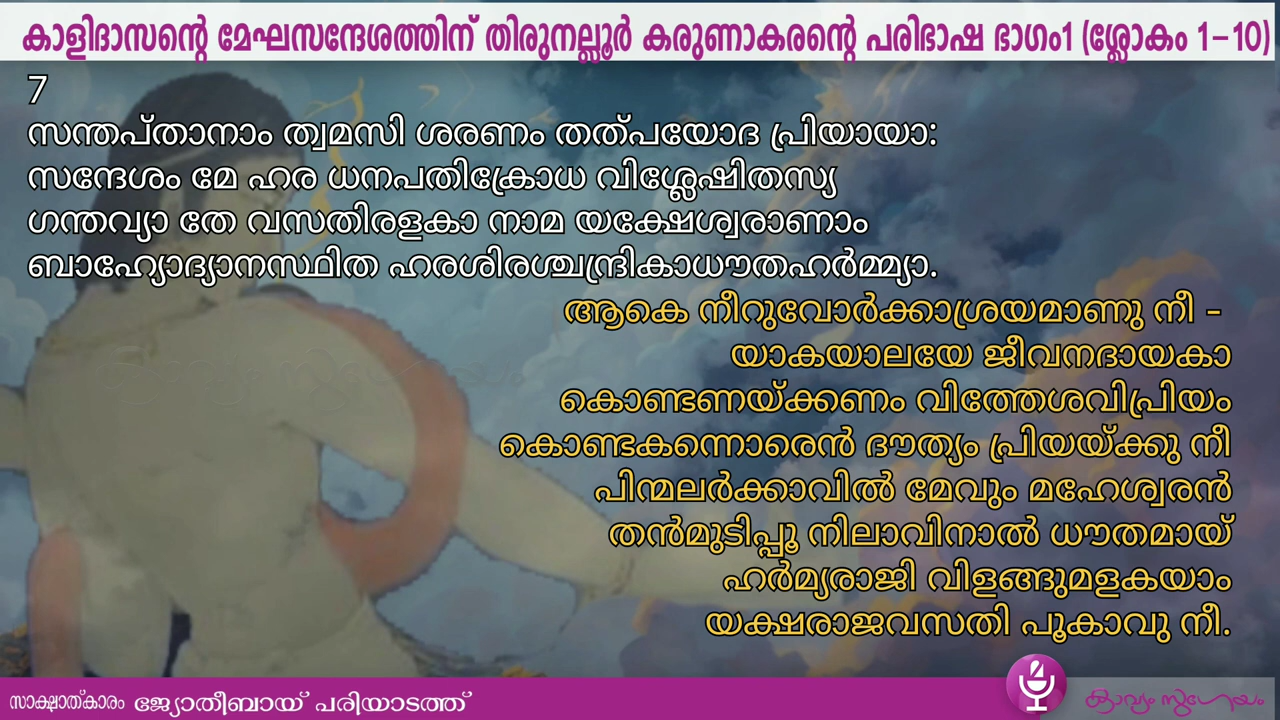 കാളിദാസന്റെ മേഘസന്ദേശത്തിന് തിരുനല്ലൂർ കരുണാകരന്റെ പരിഭാഷ ഭാഗം1 (ശ്ലോകം 1-10)
7
സന്തപ്താനാം ത്വമസി ശരണം തത്പയോദ പ്രിയായാ:
സന്ദേശം മേ ഹര ധനപതിക്രോധ വിശ്ലേഷിതസ്യ
ഗന്തവ്യാ തേ വസതിരളകാ നാമ യക്ഷേശ്വരാണാം
ബാഹ്യോദ്യാനസ്ഥിത ഹരശിരശ്ചന്ദ്രികാധൗതഹർമ്മ്യാ.
ആകെ നീറുവോർക്കാശ്രയമാണു നീ -
യാകയാലയേ ജീവനദായകാ
കൊണ്ടണയ്ക്കണം വിത്തേശവിപ്രിയം
കൊണ്ടകന്നൊരെൻ ദൗത്യം പ്രിയയ്ക്കു നീ
പിന്മലർക്കാവിൽ മേവും മഹേശ്വരൻ
തൻമുടിപ്പൂ നിലാവിനാൽ ധൗതമായ്
ഹർമ്യരാജി വിളങ്ങുമളകയാം
യക്ഷരാജവസതി പൂകാവു നീ.
സാക്ഷാത്കാരം ജ്യോതീബായ് പരിയാടത്ത്
കാവ്യം സുഗേയം